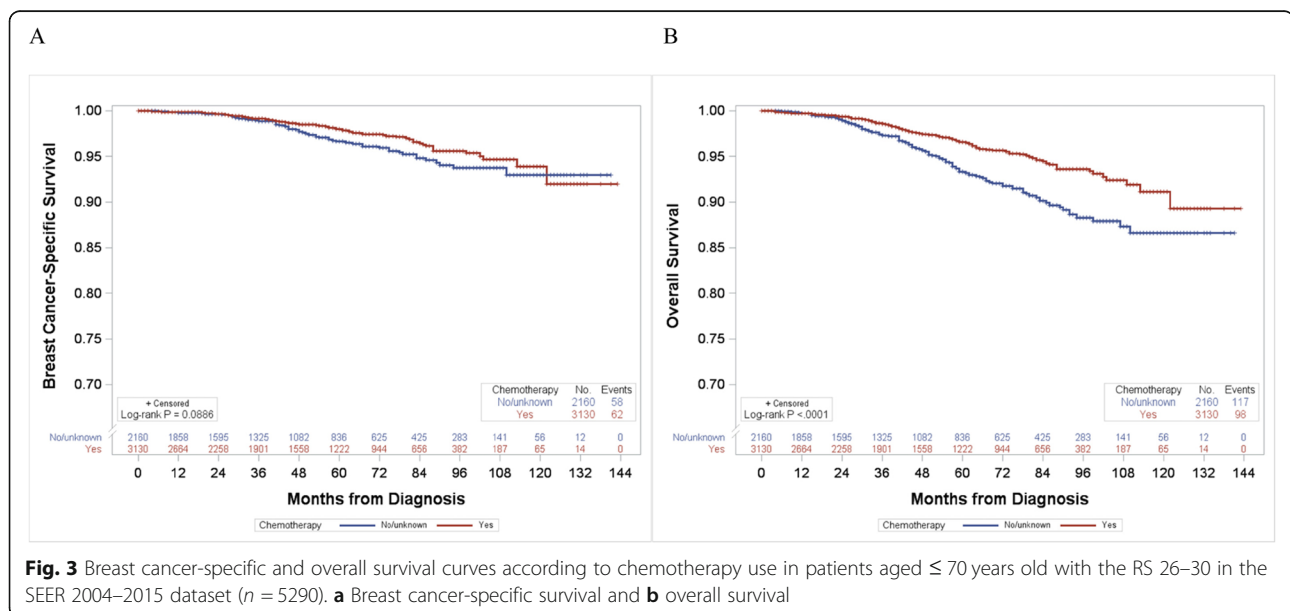 A
B
Breast Cancer-Specific Survival
1.00
0.95
0.90
0.85
0.80
0.75
0.70
+ Censored
Log-rank P = 0.0886
Chemotherapy No. Events
No/unknown 2160 58
Yes 3130 62
No/unknown 2160 1858 1595 1325 1082 836 625 425 283 141 56 12 0
Yes 3130 2664 2258 1901 1558 1222 944 656 382 187 65 14 0
0 12 24 36 48 60 72 84 96 108 120 132 144
Months from Diagnosis
Chemotherapy No/unknown Yes
Overall Survival
1.00
0.95
0.90
0.85
0.80
0.75
0.70
+ Censored
Log-rank P <.0001
Chemotherapy No. Events
No/unknown 2160 117
Yes 3130 98
2160 1858 1595 1325 1082 836 625 425 283 141 56 12 0
3130 2664 2258 1901 1558 1222 944 656 382 187 65 14 0
0 12 24 36 48 60 72 84 96 108 120 132 144
Months from Diagnosis
Chemotherapy No/unknown Yes
Fig. 3 Breast cancer-specific and overall survival curves according to chemotherapy use in patients aged ≤ 70 years old with the RS 26–30 in the
SEER 2004–2015 dataset (n = 5290). a Breast cancer-specific survival and b overall survival